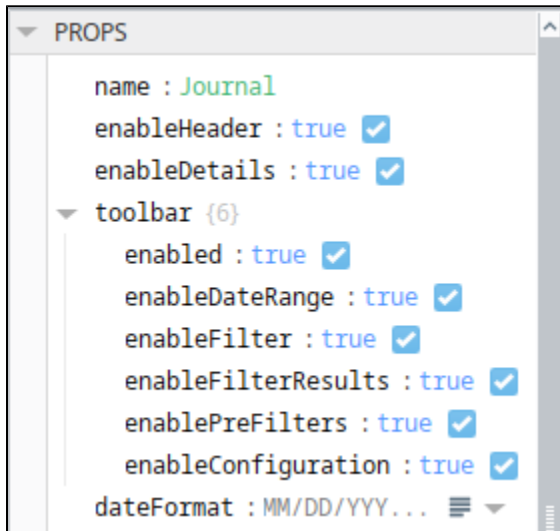 PROPS
name : Journal
enableHeader : true
enableDetails : true
toolbar {6}
enabled : true
enableDateRange : true
enableFilter : true
enableFilterResults : true
enablePreFilters : true
enableConfiguration : true
dateFormat : MM/DD/YYY...